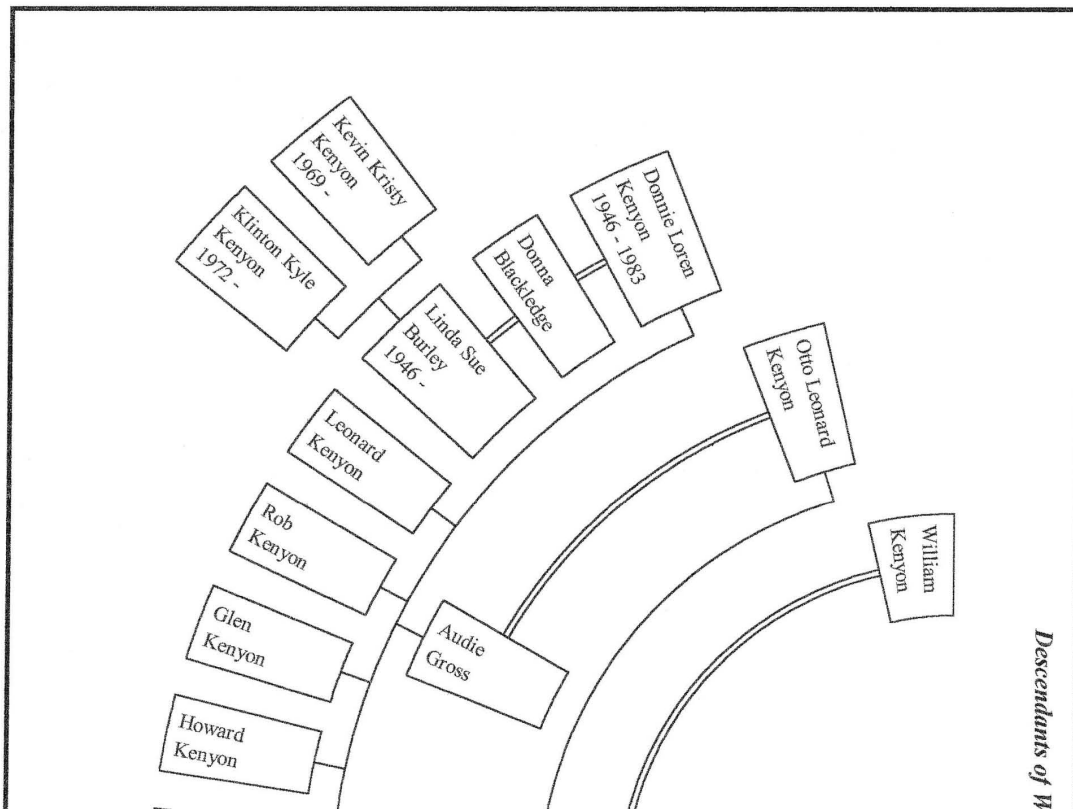 Descendants of W
William
Kenyon
Otto Leonard
Kenyon
Donnie Loren
Kenyon
1946 - 1983
Donna
Blackledge
Linda Sue
Burley
1946 -
Kevin Kristy
Kenyon
1969 -
Klinton Kyle
Kenyon
1972 -
Leonard
Kenyon
Rob
Kenyon
Audie
Gross
Glen
Kenyon
Howard
Kenyon